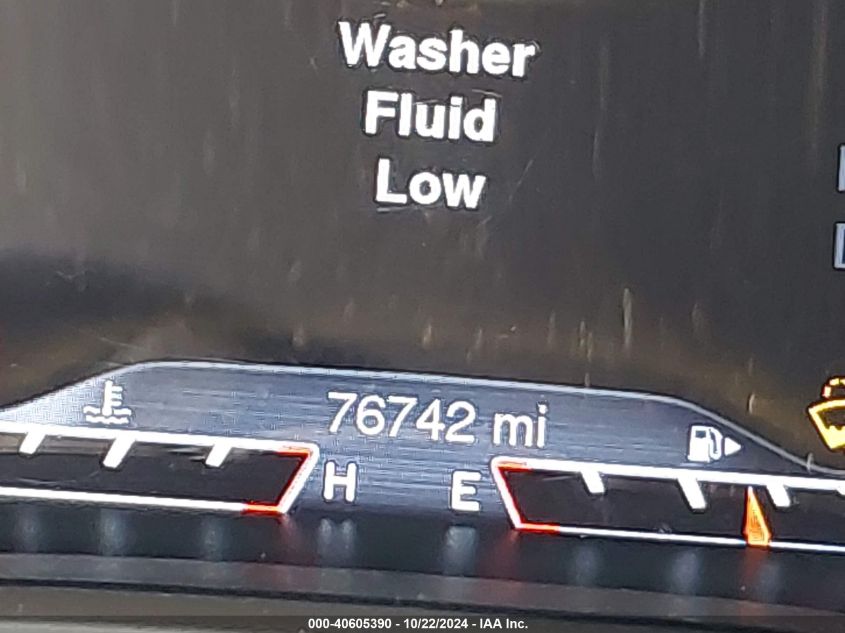 Washer
Fluid
Low
76742 mi
H E
000-40605390 - 10/22/2024 - IAA Inc.